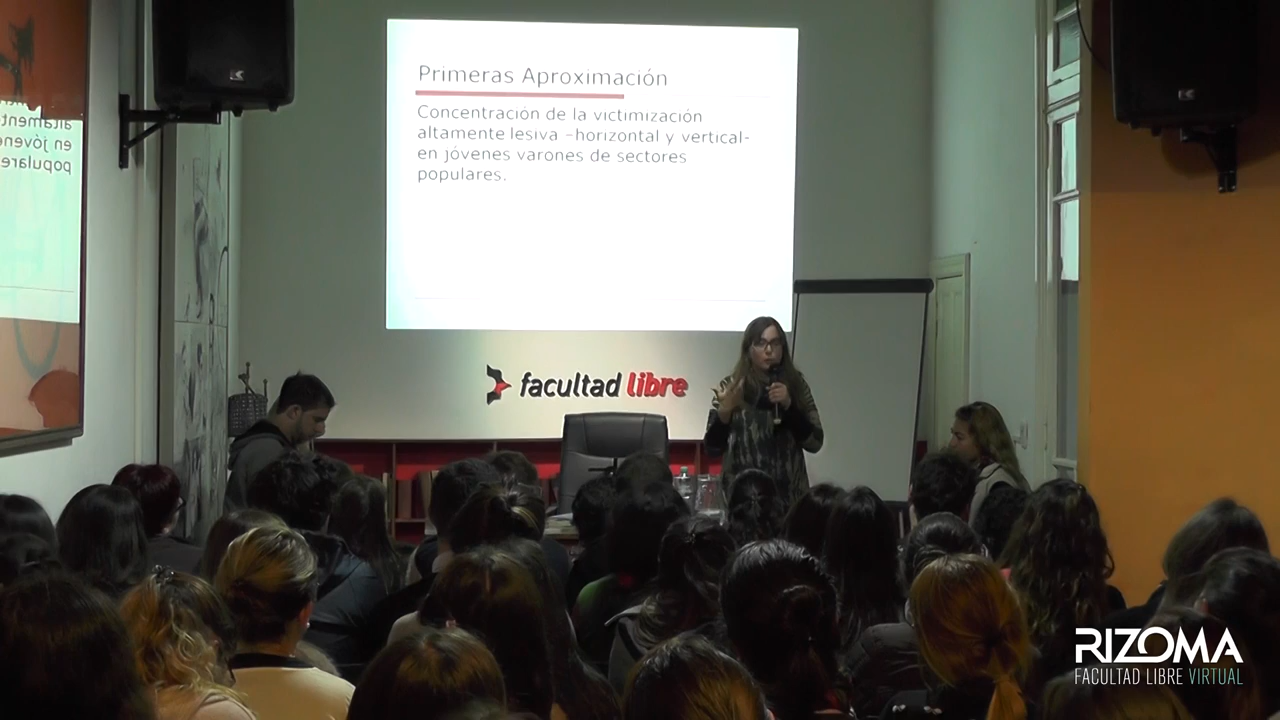 Primeras Aproximación
Concentración de la victimización
altamente lesiva –horizontal y vertical-
en jóvenes varones de sectores
populares.
facultad libre
RIZOMA
FACULTAD LIBRE VIRTUAL